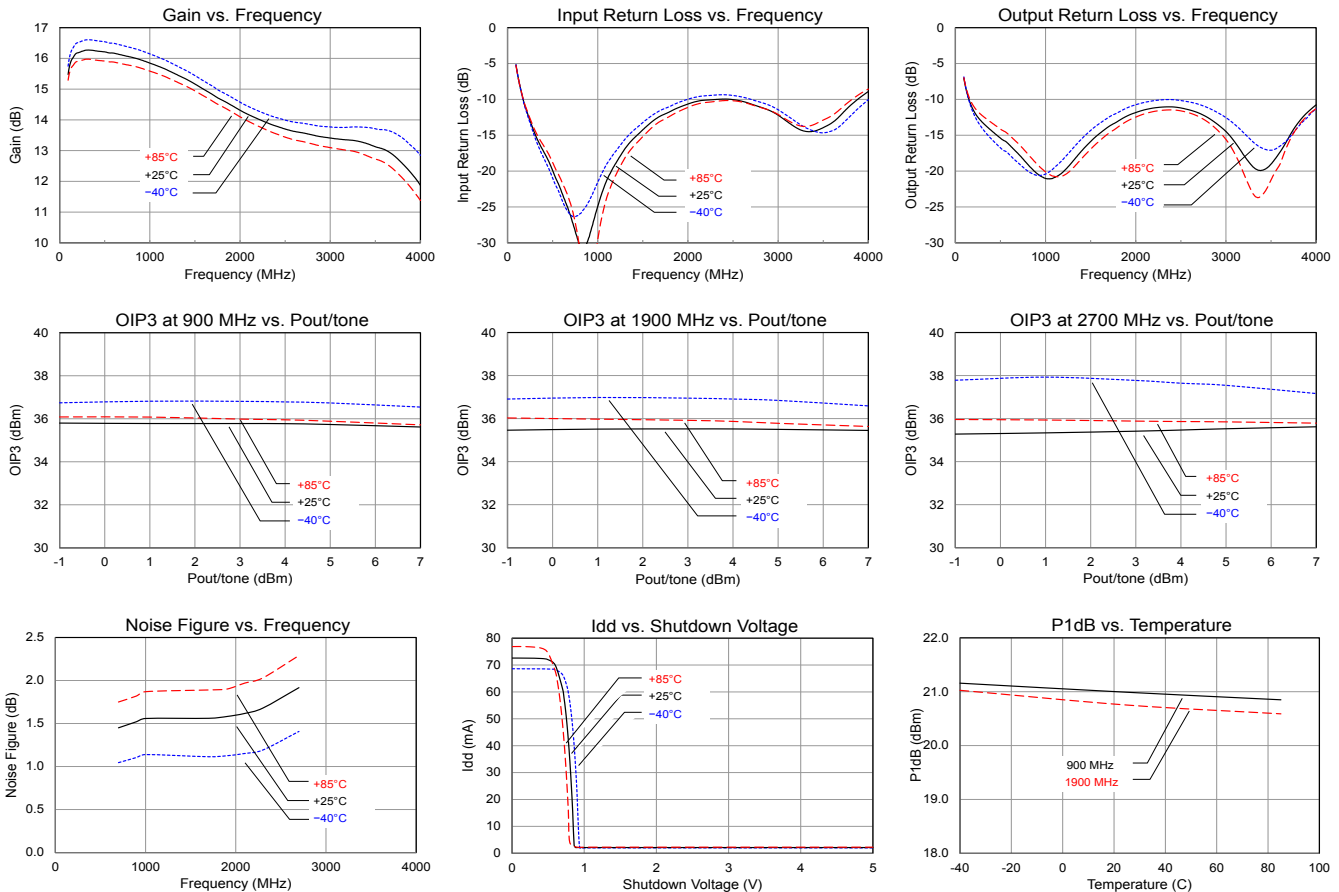 Gain vs. Frequency
17
16
15
14
13
12
11
10
Gain (dB)
+85°C
+25°C
−40°C
0
1000
2000
3000
4000
Frequency (MHz)
Input Return Loss vs. Frequency
0
-5
-10
-15
-20
-25
-30
Input Return Loss (dB)
+85°C
+25°C
−40°C
0
1000
2000
3000
4000
Frequency (MHz)
Output Return Loss vs. Frequency
0
-5
-10
-15
-20
-25
-30
Output Return Loss (dB)
+85°C
+25°C
−40°C
0
1000
2000
3000
4000
Frequency (MHz)
OIP3 at 900 MHz vs. Pout/tone
40
38
36
34
32
30
OIP3 (dBm)
+85°C
+25°C
−40°C
-1
0
1
2
3
4
5
6
7
Pout/tone (dBm)
OIP3 at 1900 MHz vs. Pout/tone
40
38
36
34
32
30
OIP3 (dBm)
+85°C
+25°C
−40°C
-1
0
1
2
3
4
5
6
7
Pout/tone (dBm)
OIP3 at 2700 MHz vs. Pout/tone
40
38
36
34
32
30
OIP3 (dBm)
+85°C
+25°C
−40°C
-1
0
1
2
3
4
5
6
7
Pout/tone (dBm)
Noise Figure vs. Frequency
2.5
2.0
1.5
1.0
0.5
0.0
Noise Figure (dB)
+85°C
+25°C
−40°C
0
1000
2000
3000
4000
Frequency (MHz)
Idd vs. Shutdown Voltage
80
70
60
50
40
30
20
10
0
Idd (mA)
+85°C
+25°C
−40°C
0
1
2
3
4
5
Shutdown Voltage (V)
P1dB vs. Temperature
22.0
21.0
20.0
19.0
18.0
P1dB (dBm)
900 MHz
1900 MHz
-40
-20
0
20
40
60
80
100
Temperature (C)